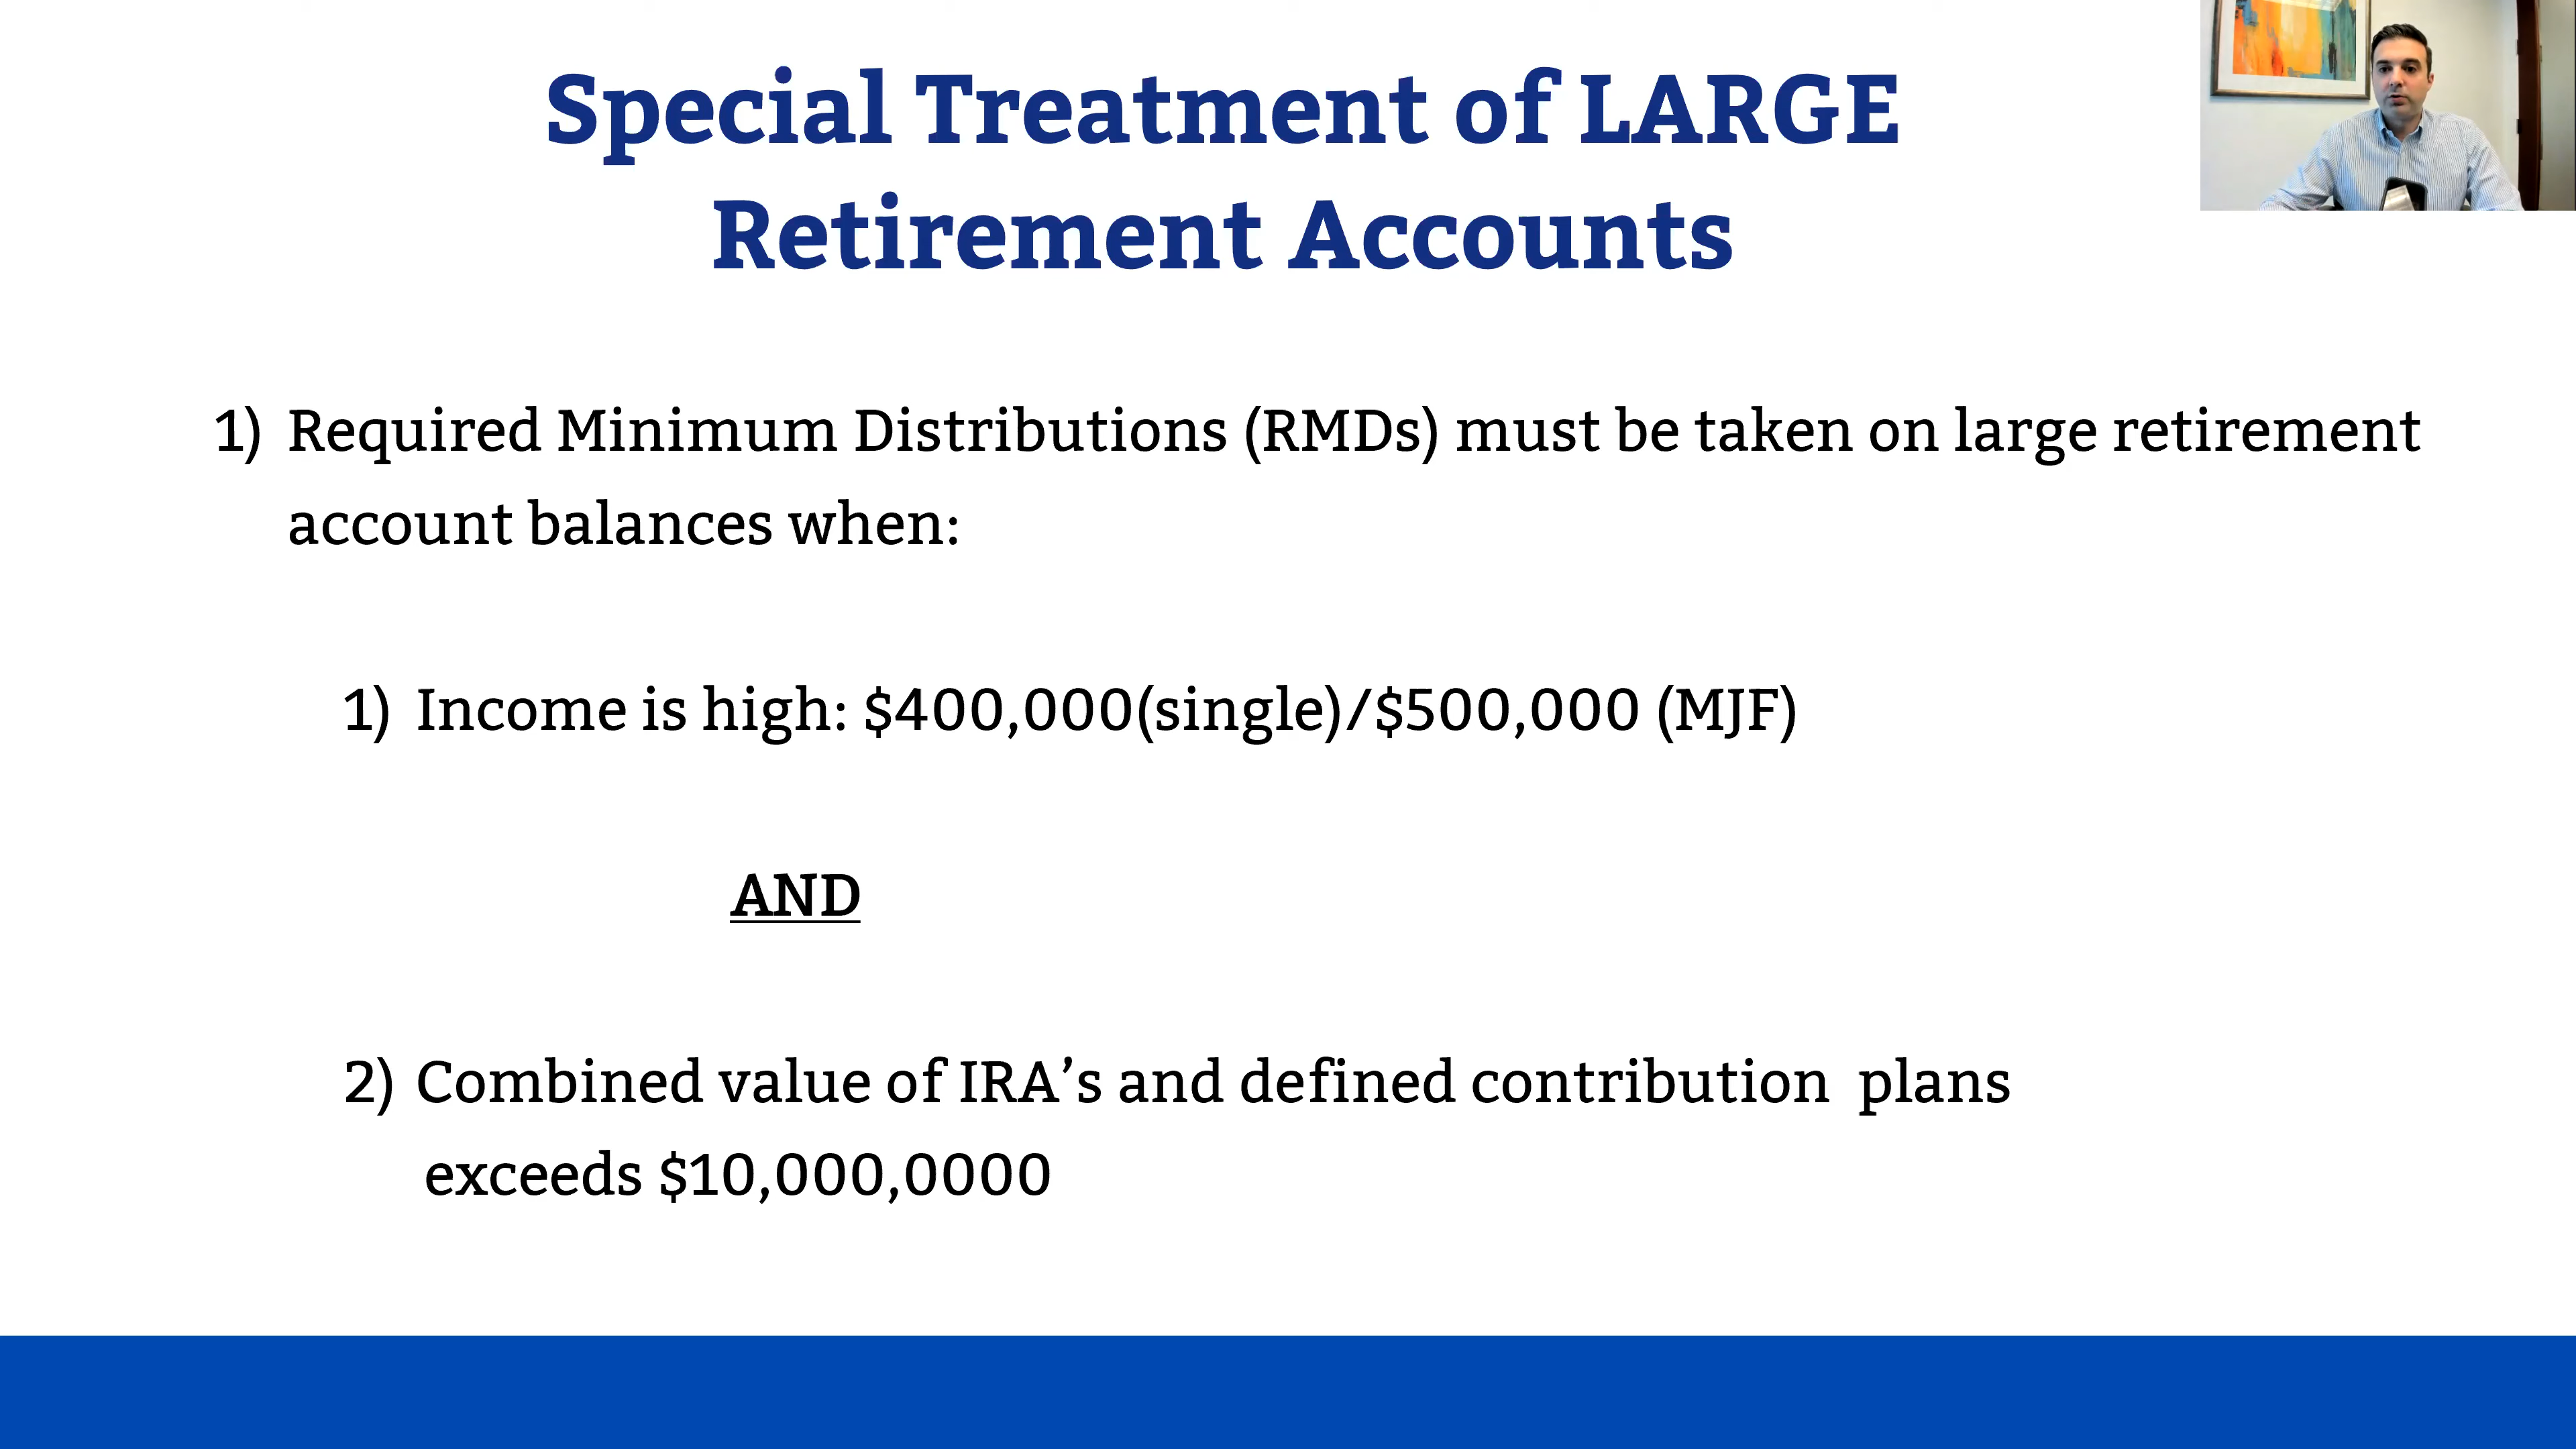 Special Treatment of LARGE
Retirement Accounts
1) Required Minimum Distributions (RMDs) must be taken on large retirement
account balances when:
1) Income is high: $400,000(single)/$500,000 (MJF)
AND
2) Combined value of IRA’s and defined contribution  plans
exceeds $10,000,0000